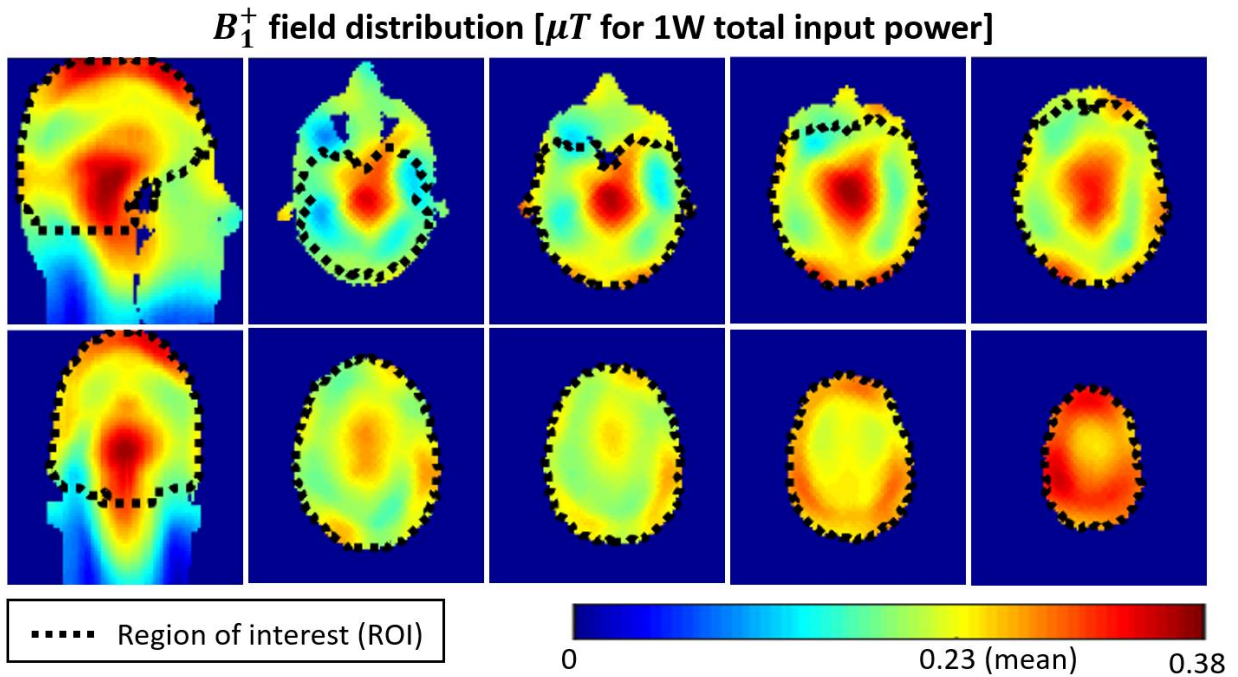 B₁⁺ field distribution [μT for 1W total input power]
Region of interest (ROI)
0 0.23 (mean) 0.38